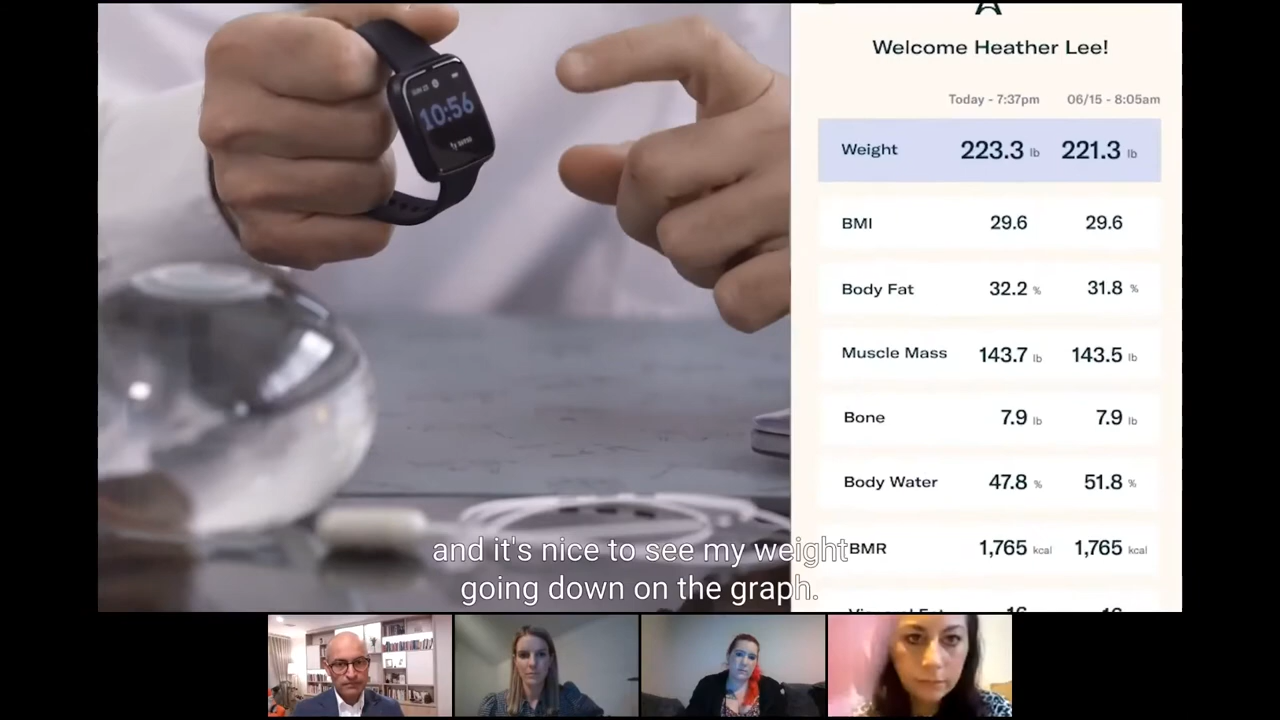 10:56
Welcome Heather Lee!
Today - 7:37pm 06/15 - 8:05am
Weight 223.3 lb 221.3 lb
BMI 29.6 29.6
Body Fat 32.2 % 31.8 %
Muscle Mass 143.7 lb 143.5 lb
Bone 7.9 lb 7.9 lb
Body Water 47.8 % 51.8 %
BMR 1,765 kcal 1,765 kcal
and it's nice to see my weight
going down on the graph.